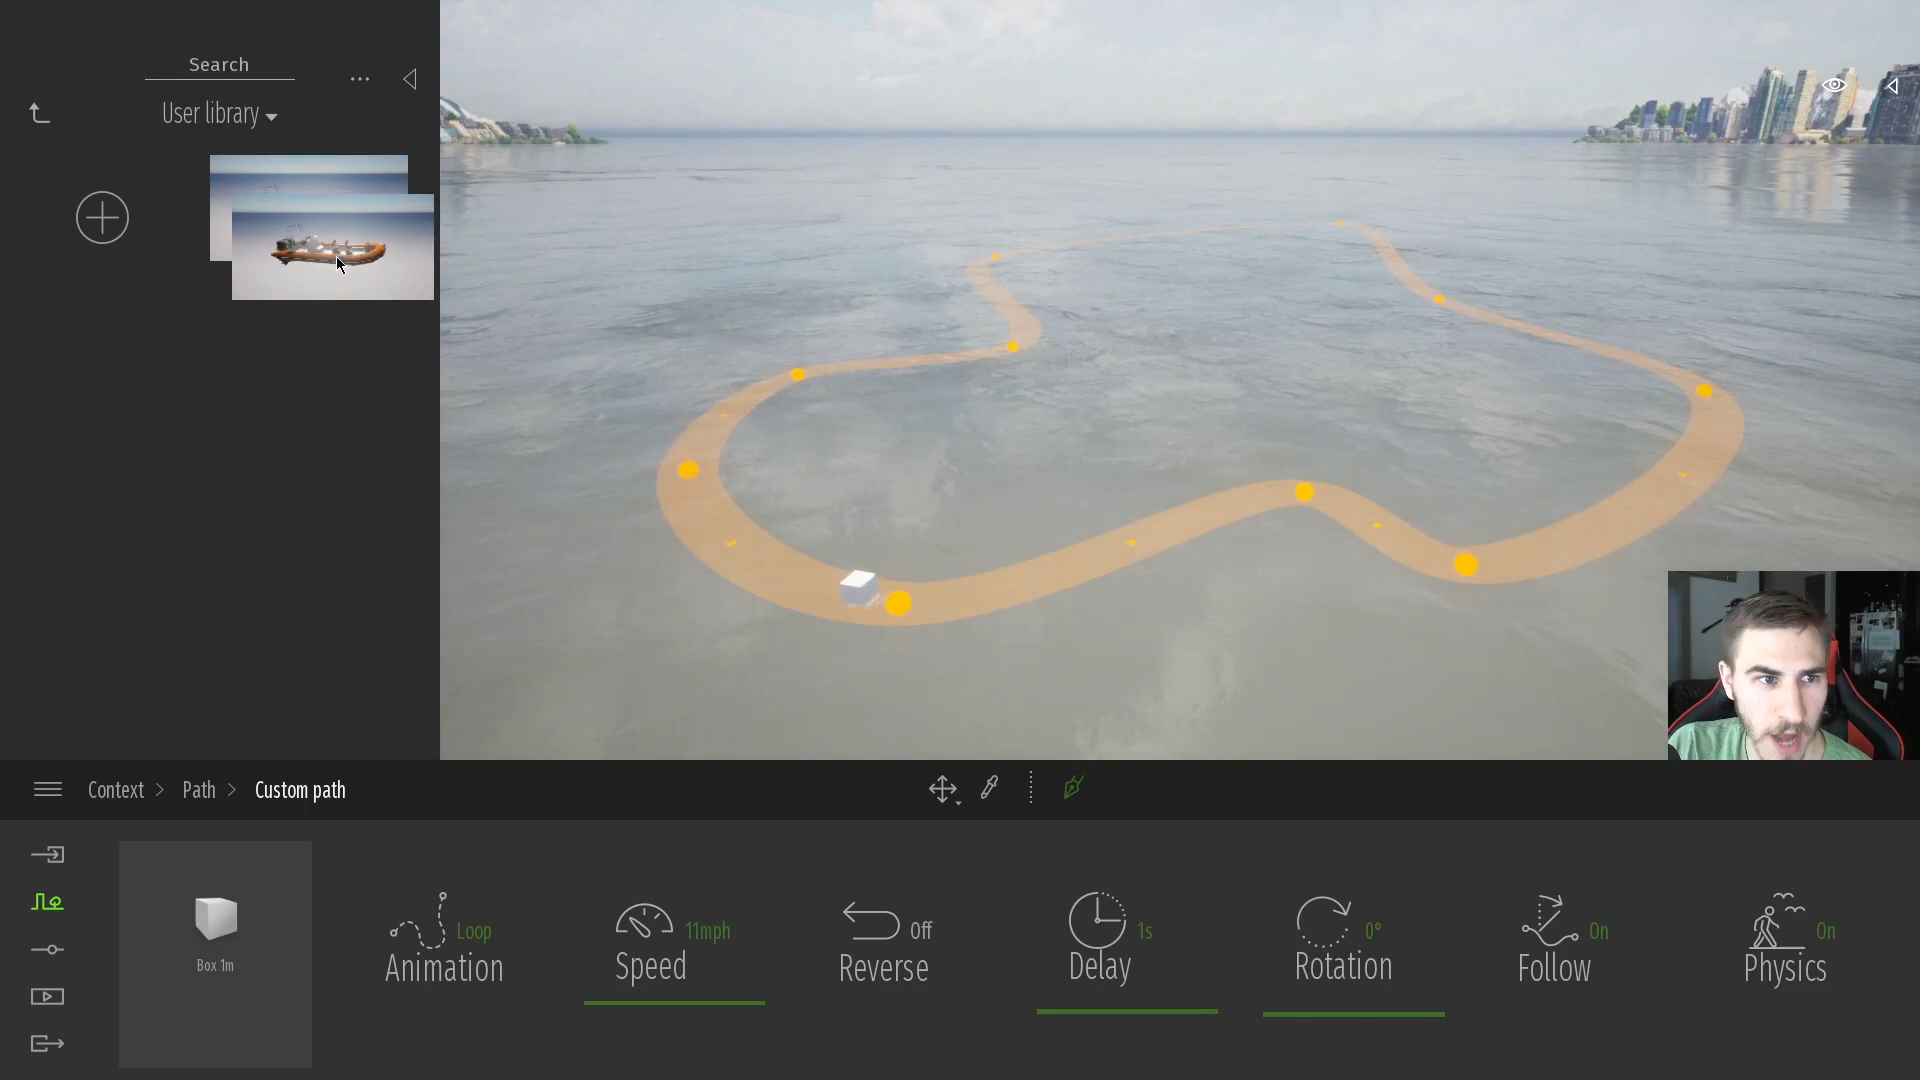 Search
...
User library
Context > Path > Custom path
Box 1m
Loop
Animation
11mph
Speed
Off
Reverse
1s
Delay
0°
Rotation
On
Follow
On
Physics